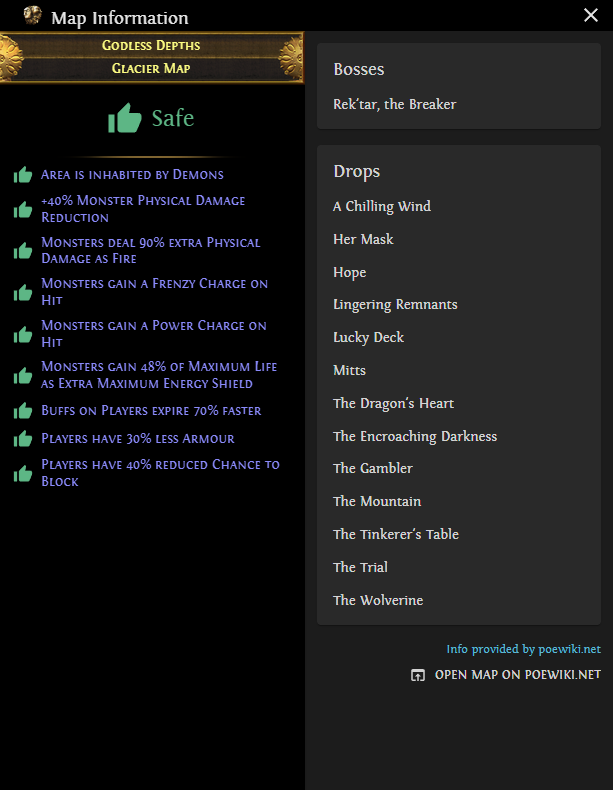 Map Information
Godless Depths
Glacier Map
Safe
Area is inhabited by Demons
+40% Monster Physical Damage
Reduction
Monsters deal 90% extra Physical
Damage as Fire
Monsters gain a Frenzy Charge on
Hit
Monsters gain a Power Charge on
Hit
Monsters gain 48% of Maximum Life
as Extra Maximum Energy Shield
Buffs on Players expire 70% faster
Players have 30% less Armour
Players have 40% reduced Chance to
Block
Bosses
Rek'tar, the Breaker
Drops
A Chilling Wind
Her Mask
Hope
Lingering Remnants
Lucky Deck
Mitts
The Dragon's Heart
The Encroaching Darkness
The Gambler
The Mountain
The Tinkerer's Table
The Trial
The Wolverine
Info provided by poewiki.net
OPEN MAP ON POEWIKI.NET